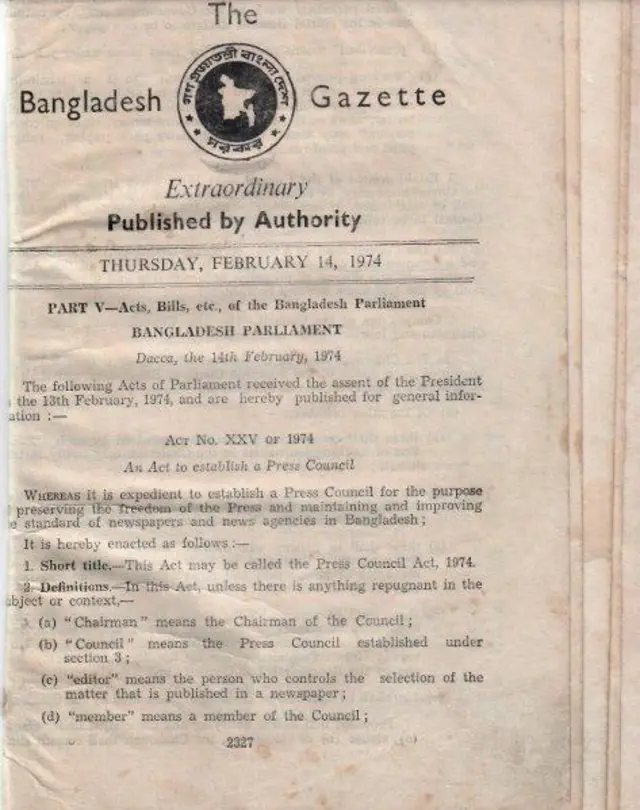 The
Bangladesh Gazette
গণপ্রজাতন্ত্রী বাংলাদেশ
সরকার
Extraordinary
Published by Authority
THURSDAY, FEBRUARY 14, 1974
PART V—Acts, Bills, etc., of the Bangladesh Parliament
BANGLADESH PARLIAMENT
Dacca, the 14th February, 1974
The following Acts of Parliament received the assent of the President
the 13th February, 1974, and are hereby published for general infor-
ation :—
ACT No. XXV OF 1974
An Act to establish a Press Council
WHEREAS it is expedient to establish a Press Council for the purpose
preserving the freedom of the Press and maintaining and improving
e standard of newspapers and news agencies in Bangladesh ;
It is hereby enacted as follows :—
1. Short title.—This Act may be called the Press Council Act, 1974.
2. Definitions.—In this Act, unless there is anything repugnant in the
bject or context,—
(a) "Chairman" means the Chairman of the Council ;
(b) "Council" means the Press Council established under
section 3 ;
(c) "editor" means the person who controls the selection of the
matter that is published in a newspaper ;
(d) "member" means a member of the Council ;
2327